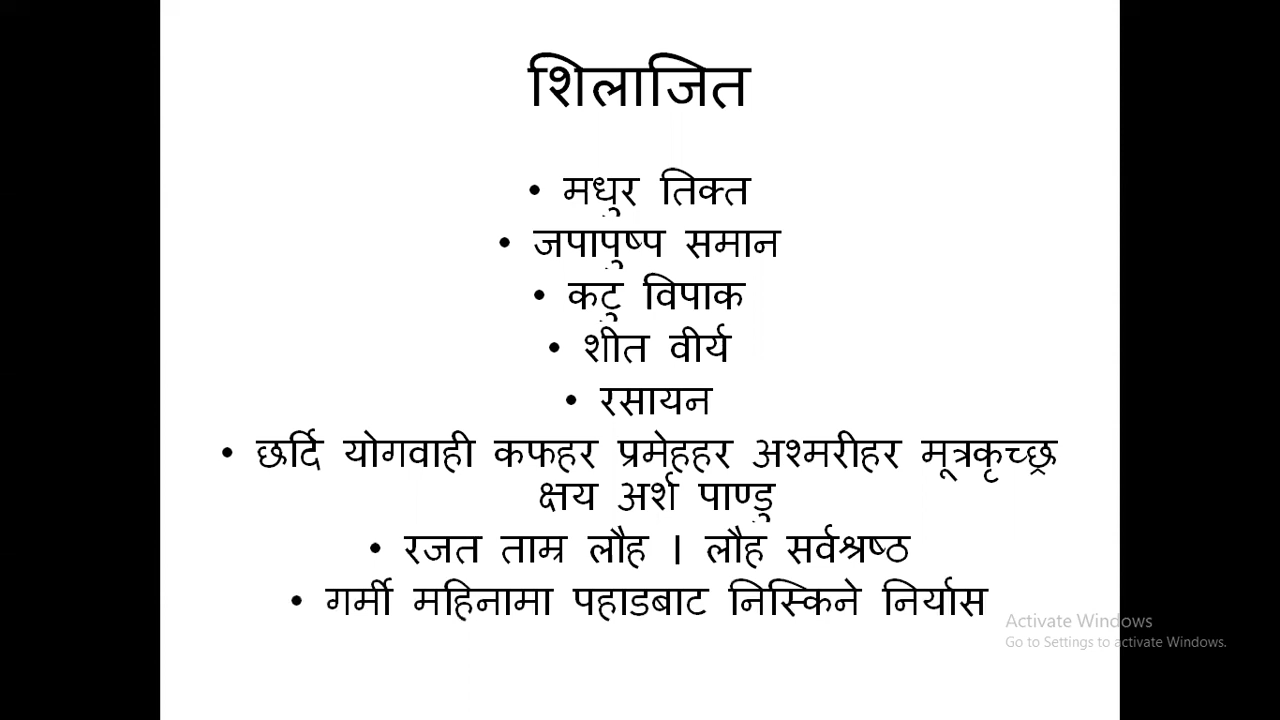 शिलाजित
• मधुर तिक्त
• जपापुष्प समान
• कटु विपाक
• शीत वीर्य
• रसायन
• छर्दि योगवाही कफहर प्रमेहहर अश्मरीहर मूत्रकृच्छ्र
क्षय अर्श पाण्डु
• रजत ताम्र लौह । लौह सर्वश्रष्ठ
• गर्मी महिनामा पहाडबाट निस्किने निर्यास
Activate Windows
Go to Settings to activate Windows.